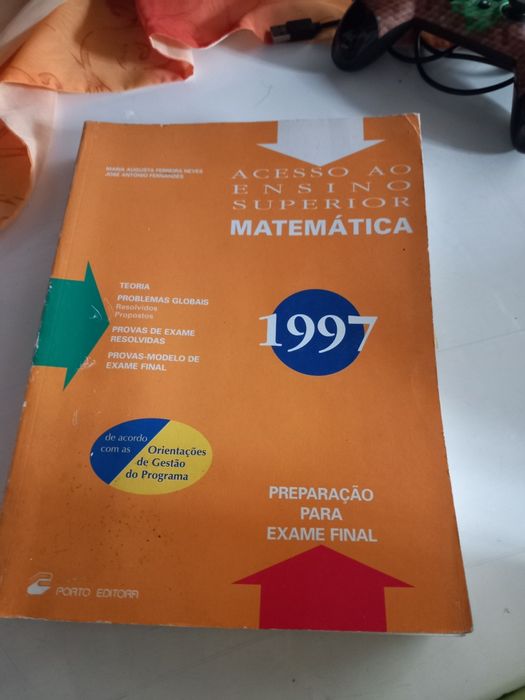 MARIA AUGUSTA FERREIRA NEVES
JOSÉ ANTÓNIO FERNANDES
ACESSO AO
ENSINO
SUPERIOR
MATEMÁTICA
TEORIA
PROBLEMAS GLOBAIS
Resolvidos
Propostos
PROVAS DE EXAME
RESOLVIDAS
PROVAS-MODELO DE
EXAME FINAL
1997
de acordo
com as
Orientações
de Gestão
do Programa
PREPARAÇÃO
PARA
EXAME FINAL
PORTO EDITORA